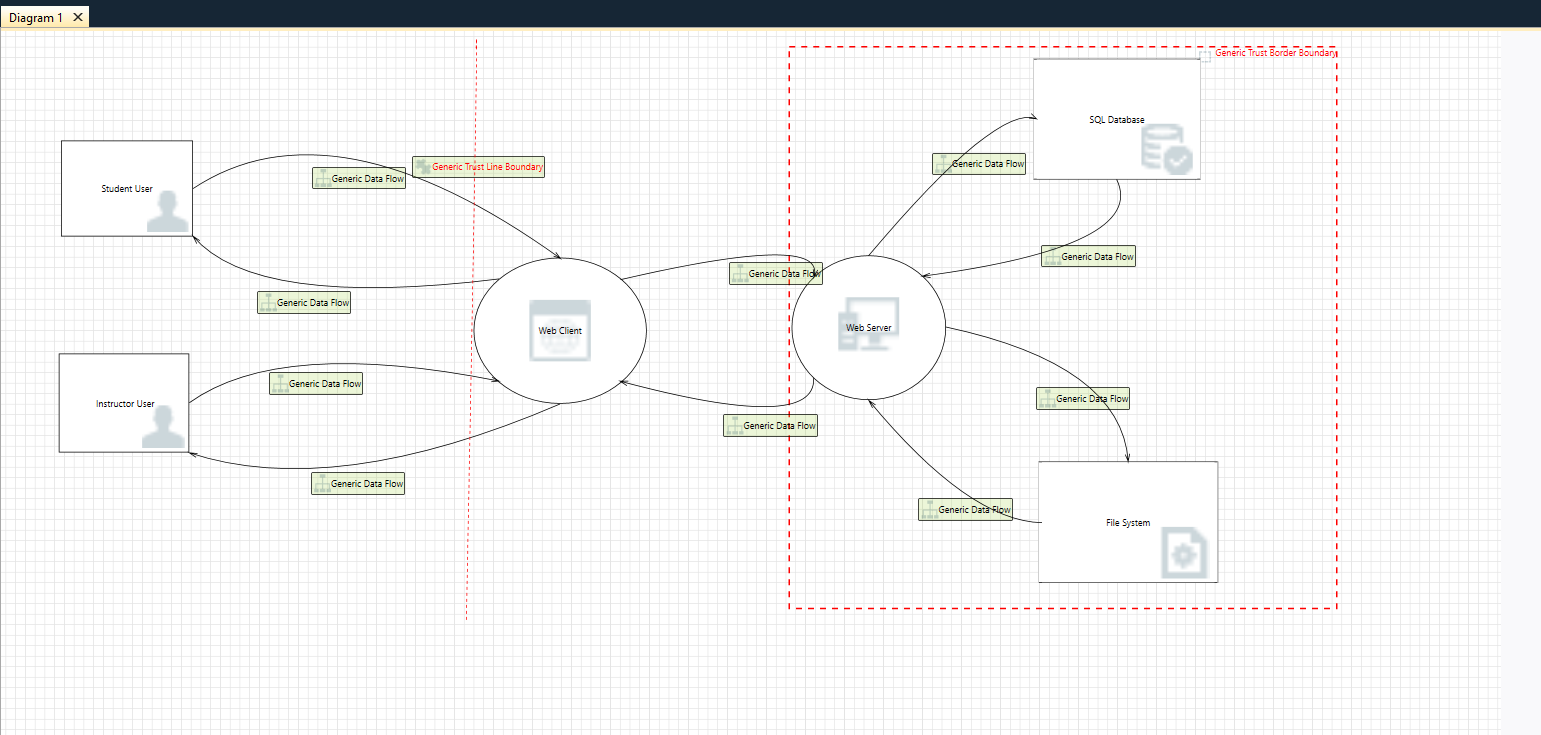 Diagram 1
Generic Trust Border Boundary
SQL Database
Generic Data Flow
Generic Trust Line Boundary
Generic Data Flow
Student User
Generic Data Flow
Generic Data Flow
Generic Data Flow
Web Client
Web Server
Generic Data Flow
Generic Data Flow
Instructor User
Generic Data Flow
Generic Data Flow
Generic Data Flow
File System